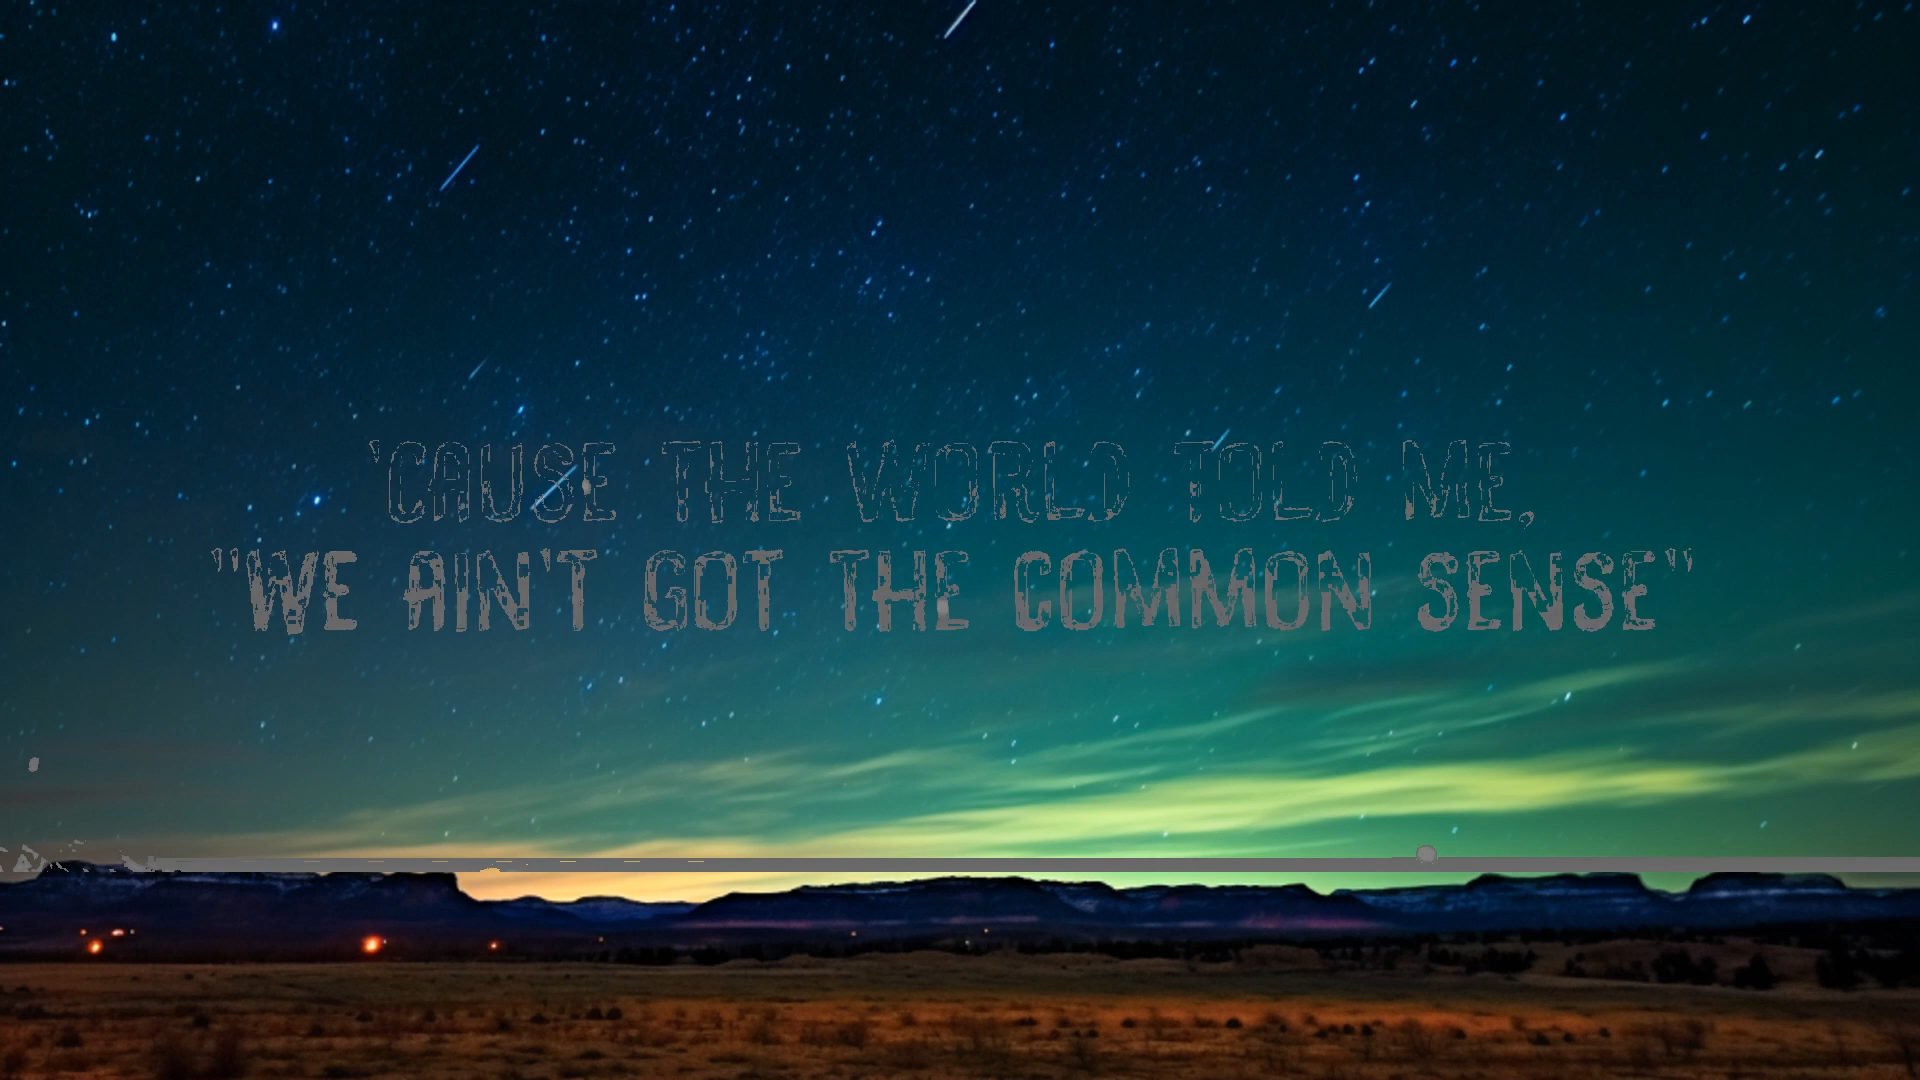 'CAUSE THE WORLD TOLD ME,
"WE AIN'T GOT THE COMMON SENSE"